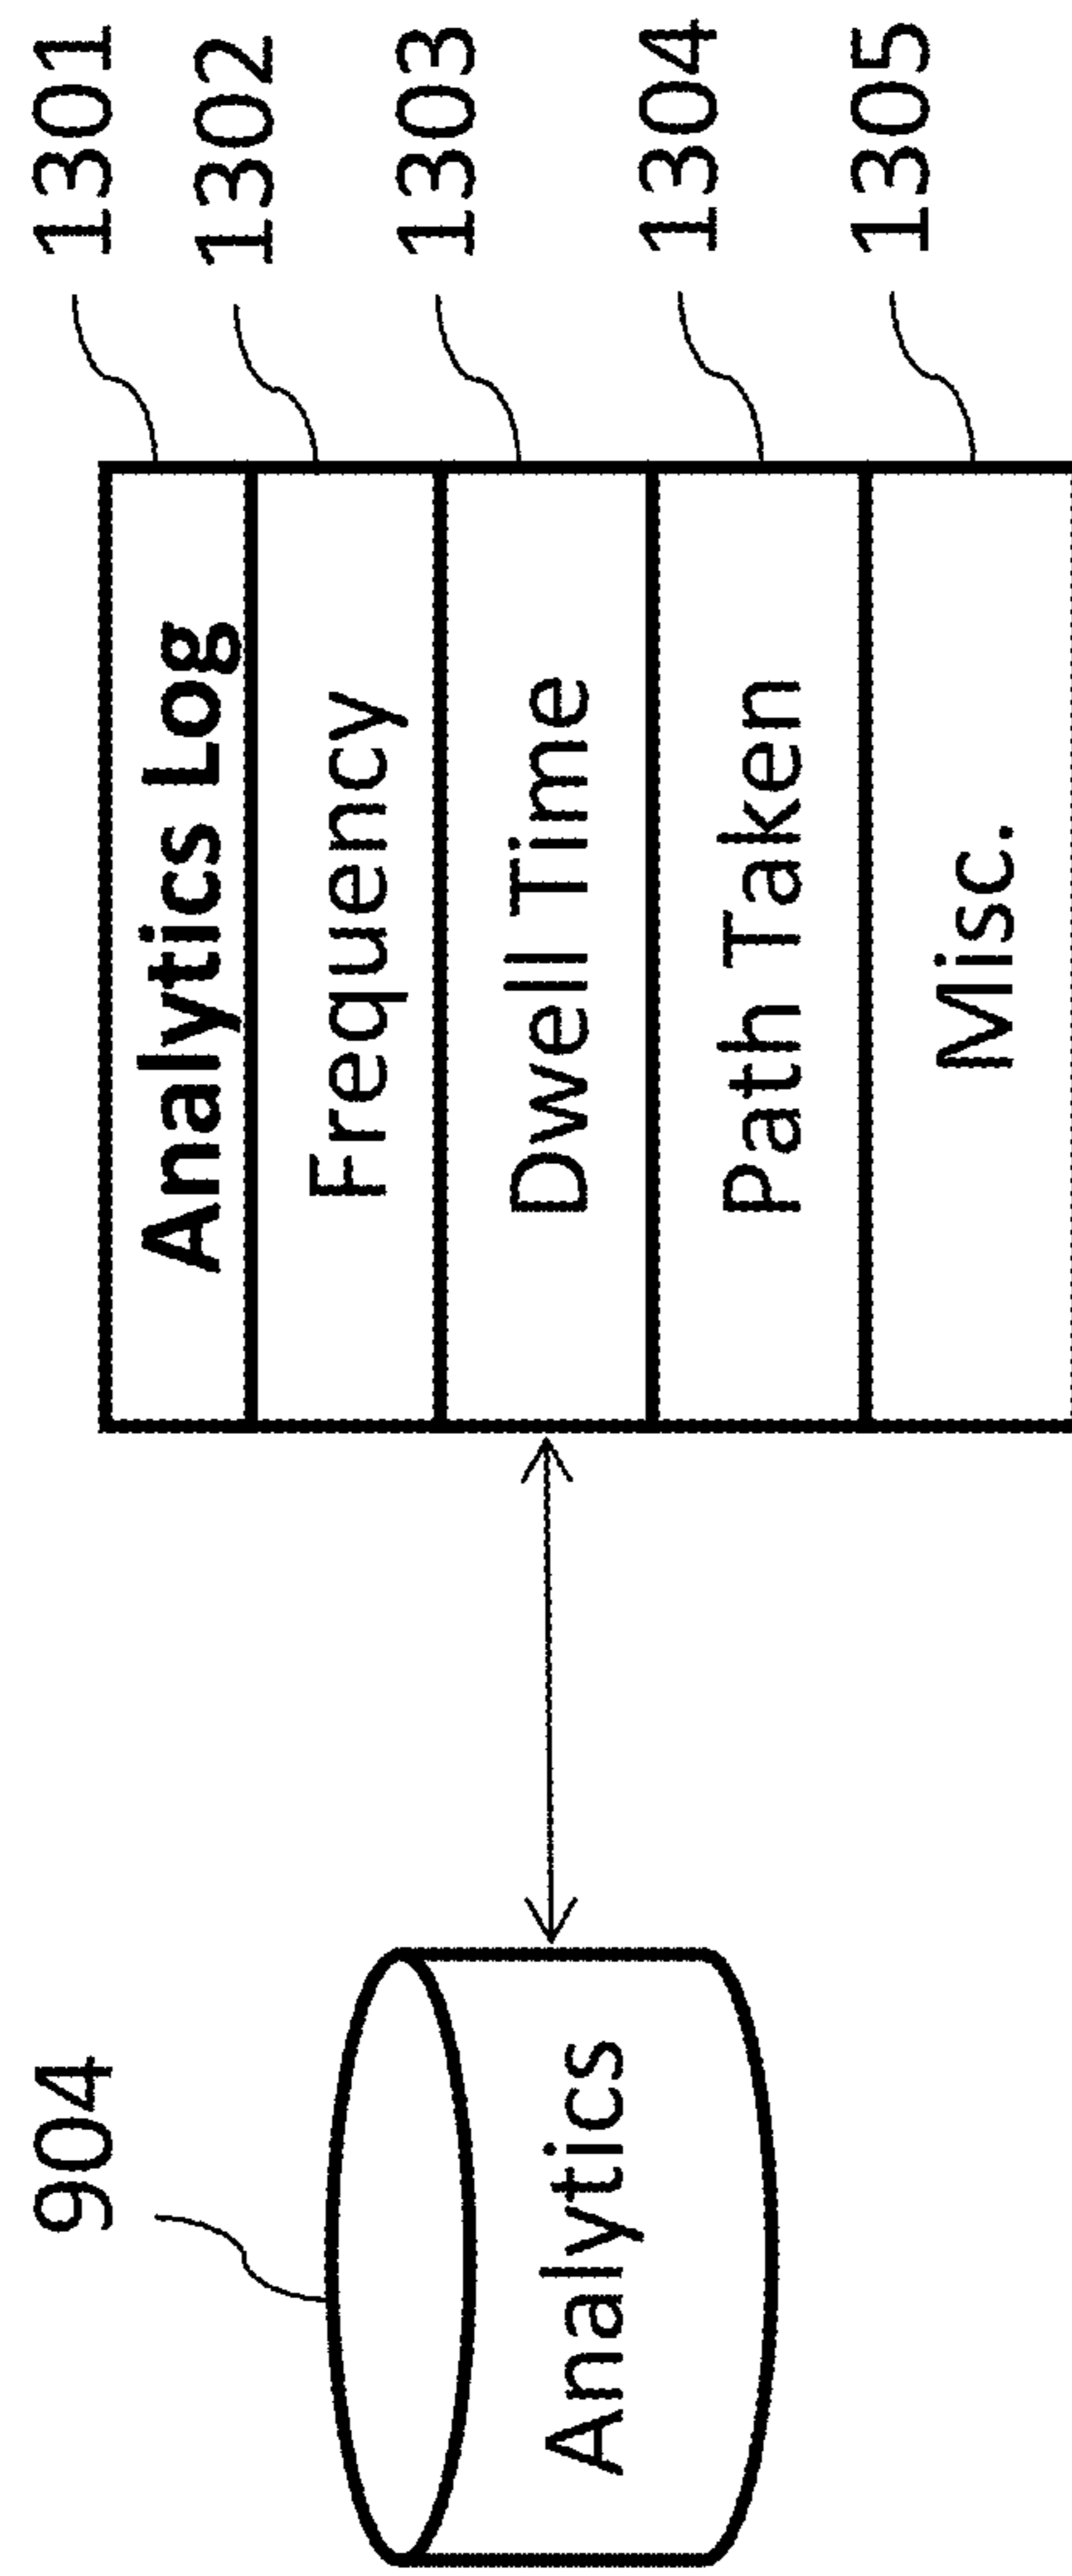 904
Analytics
Analytics Log
1301
Frequency
1302
Dwell Time
1303
Path Taken
1304
Misc.
1305